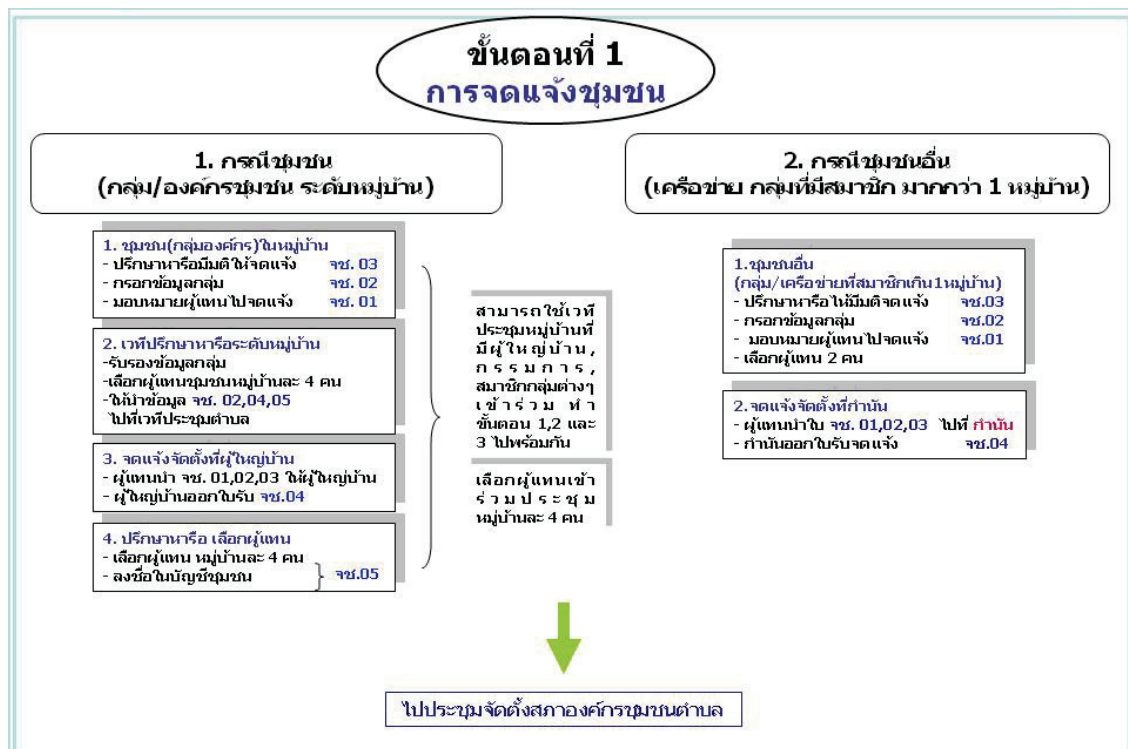 ขั้นตอนที่ 1
การจดแจ้งชุมชน
1. กรณีชุมชน
(กลุ่ม/องค์กรชุมชน ระดับหมู่บ้าน)
1. ชุมชน(กลุ่มองค์กร)ในหมู่บ้าน
- ปรึกษาหารือมีมติให้จดแจ้ง จช. 03
- กรอกข้อมูลกลุ่ม จช. 02
- มอบหมายผู้แทนไปจดแจ้ง จช. 01
2. เวทีปรึกษาหารือระดับหมู่บ้าน
-รับรองข้อมูลกลุ่ม
-เลือกผู้แทนชุมชนหมู่บ้านละ 4 คน
-ให้นำข้อมูล จช. 02,04,05
ไปที่เวทีประชุมตำบล
3. จดแจ้งจัดตั้งที่ผู้ใหญ่บ้าน
- ผู้แทนนำ จช. 01,02,03 ให้ผู้ใหญ่บ้าน
- ผู้ใหญ่บ้านออกใบรับ จช.04
4. ปรึกษาหารือ เลือกผู้แทน
- เลือกผู้แทน หมู่บ้านละ 4 คน
- ลงชื่อในบัญชีชุมชน จช.05
สามารถใช้เวที
ประชุมหมู่บ้านที่
มีผู้ใหญ่บ้าน,
กรรมการ,
สมาชิกกลุ่มต่างๆ
เข้าร่วม ทำ
ขั้นตอน 1,2 และ
3 ไปพร้อมกัน
เลือกผู้แทนเข้า
ร่วมประชุม
หมู่บ้านละ 4 คน
2. กรณีชุมชนอื่น
(เครือข่าย กลุ่มที่มีสมาชิก มากกว่า 1 หมู่บ้าน)
1.ชุมชนอื่น
(กลุ่ม/เครือข่ายที่สมาชิกเกิน1หมู่บ้าน)
- ปรึกษาหารือให้มีมติจดแจ้ง จช.03
- กรอกข้อมูลกลุ่ม จช.02
- มอบหมายผู้แทนไปจดแจ้ง จช.01
- เลือกผู้แทน 2 คน
2. จดแจ้งจัดตั้งที่กำนัน
- ผู้แทนนำใบ จช. 01,02,03 ไปที่ กำนัน
- กำนันออกใบรับจดแจ้ง จช.04
ไปประชุมจัดตั้งสภาองค์กรชุมชนตำบล